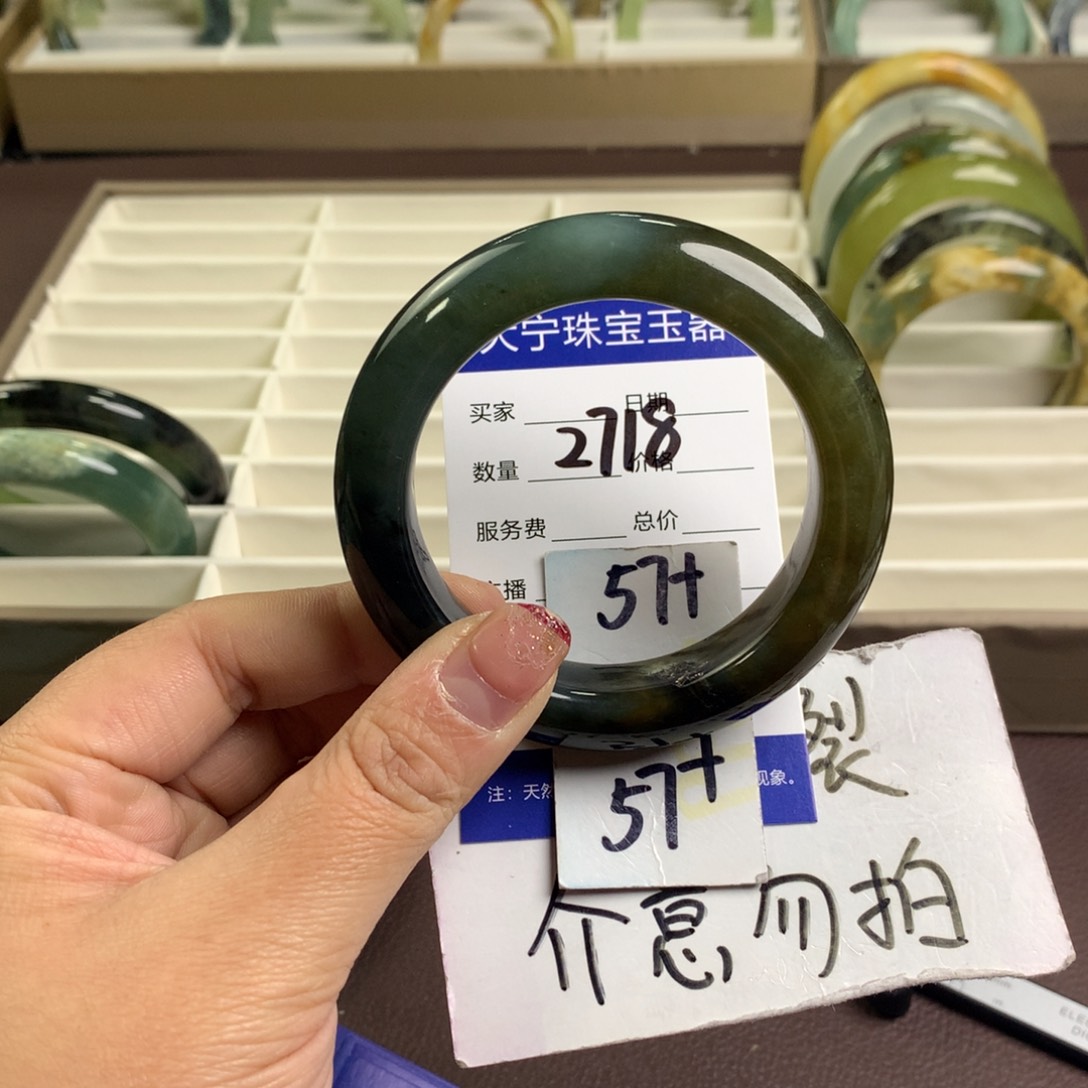 天宁珠宝玉器
买家 日期
2718
数量 价格
服务费 总价
主播
57+
裂
57+
注：天然 现象。
介意勿拍